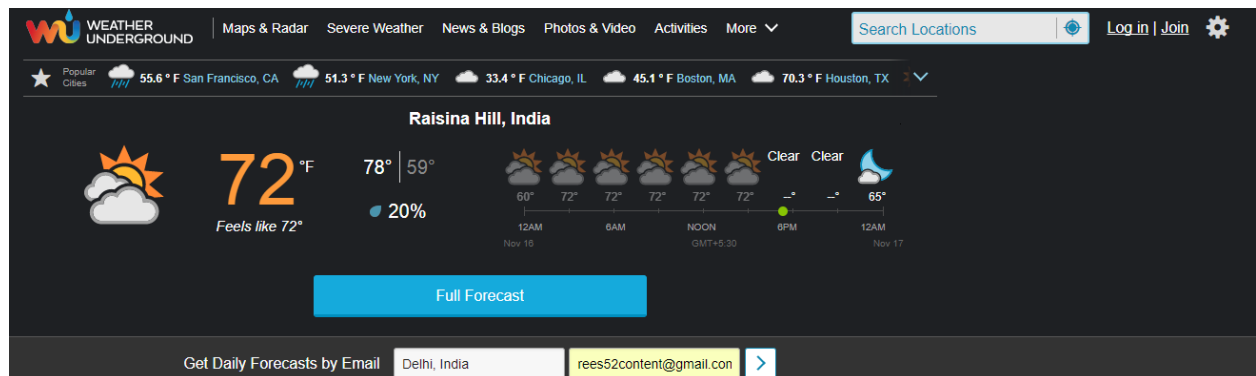 WEATHER UNDERGROUND Maps & Radar Severe Weather News & Blogs Photos & Video Activities More Search Locations Log in | Join
Popular Cities 55.6 ° F San Francisco, CA 51.3 ° F New York, NY 33.4 ° F Chicago, IL 45.1 ° F Boston, MA 70.3 ° F Houston, TX
Raisina Hill, India
72 °F
Feels like 72°
78° | 59°
20%
Clear Clear
60° 72° 72° 72° 72° 72° --° --° 65°
12AM 6AM NOON 6PM 12AM
Nov 16 GMT+5:30 Nov 17
Full Forecast
Get Daily Forecasts by Email Delhi, India rees52content@gmail.con